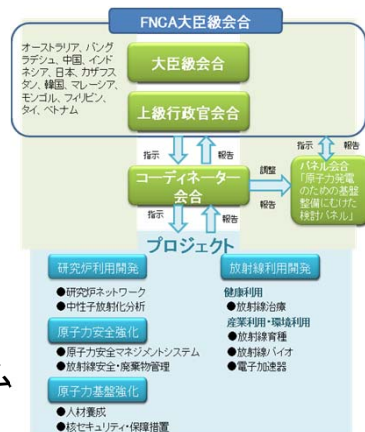 FNCA大臣級会合
オーストラリア、バング
ラデシュ、中国、インド
ネシア、日本、カザフス
タン、韓国、マレーシア、
モンゴル、フィリピン、
タイ、ベトナム
大臣級会合
上級行政官会合
指示
報告
指示
報告
コーディネーター
会合
調整
報告
パネル会合
「原子力発電
のための基盤
整備にむけた
検討パネル」
指示
報告
プロジェクト
研究炉利用開発
●研究炉ネットワーク
●中性子放射化分析
原子力安全強化
●原子力安全マネジメントシステム
●放射線安全・廃棄物管理
原子力基盤強化
●人材養成
●核セキュリティ・保障措置
放射線利用開発
健康利用
●放射線治療
産業利用・環境利用
●放射線育種
●放射線バイオ
●電子加速器
ム